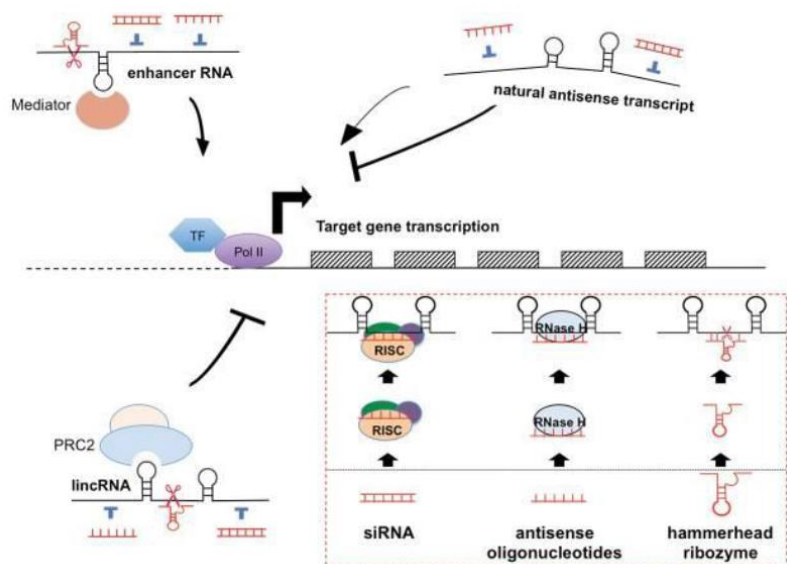 enhancer RNA
Mediator
natural antisense transcript
TF
Pol II
Target gene transcription
PRC2
lincRNA
RISC
RNase H
RISC
RNase H
siRNA
antisense
oligonucleotides
hammerhead
ribozyme